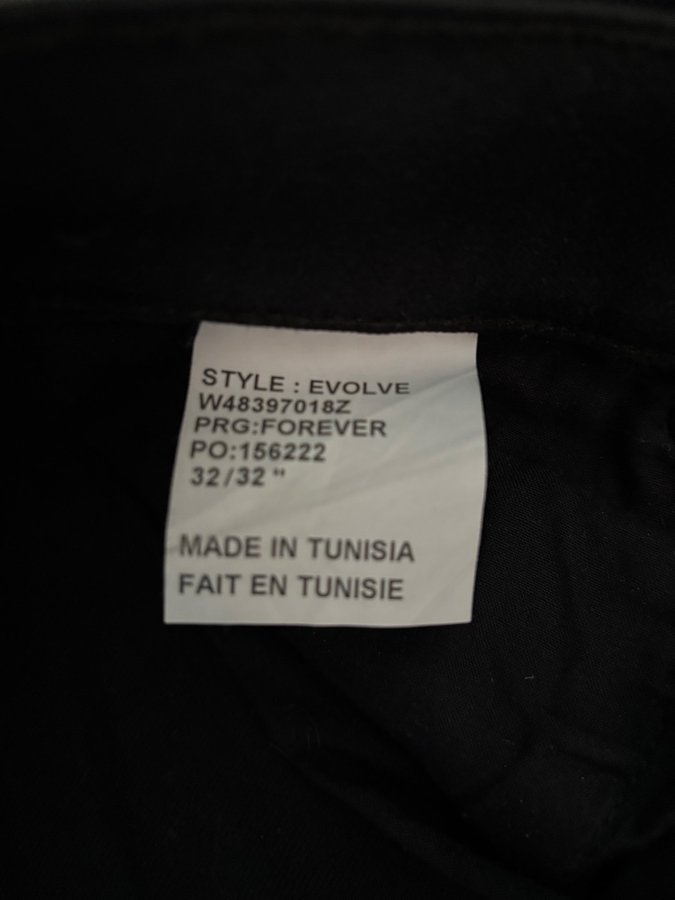 STYLE : EVOLVE
W48397018Z
PRG:FOREVER
PO:156222
32/32"
MADE IN TUNISIA
FAIT EN TUNISIE